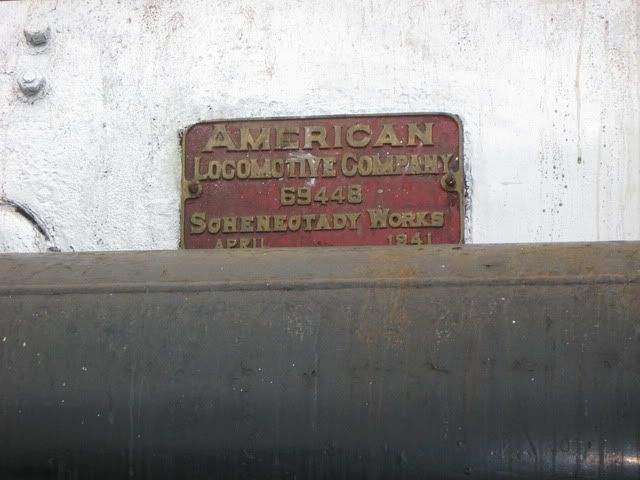 AMERICAN
LOCOMOTIVE COMPANY
69448
SCHENECTADY WORKS
APRIL 1941